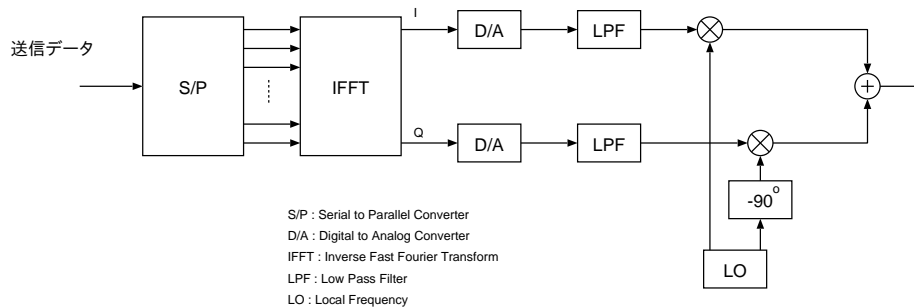 送信データ
S/P
IFFT
I
D/A
LPF
Q
D/A
LPF
-90o
LO
S/P : Serial to Parallel Converter
D/A : Digital to Analog Converter
IFFT : Inverse Fast Fourier Transform
LPF : Low Pass Filter
LO : Local Frequency